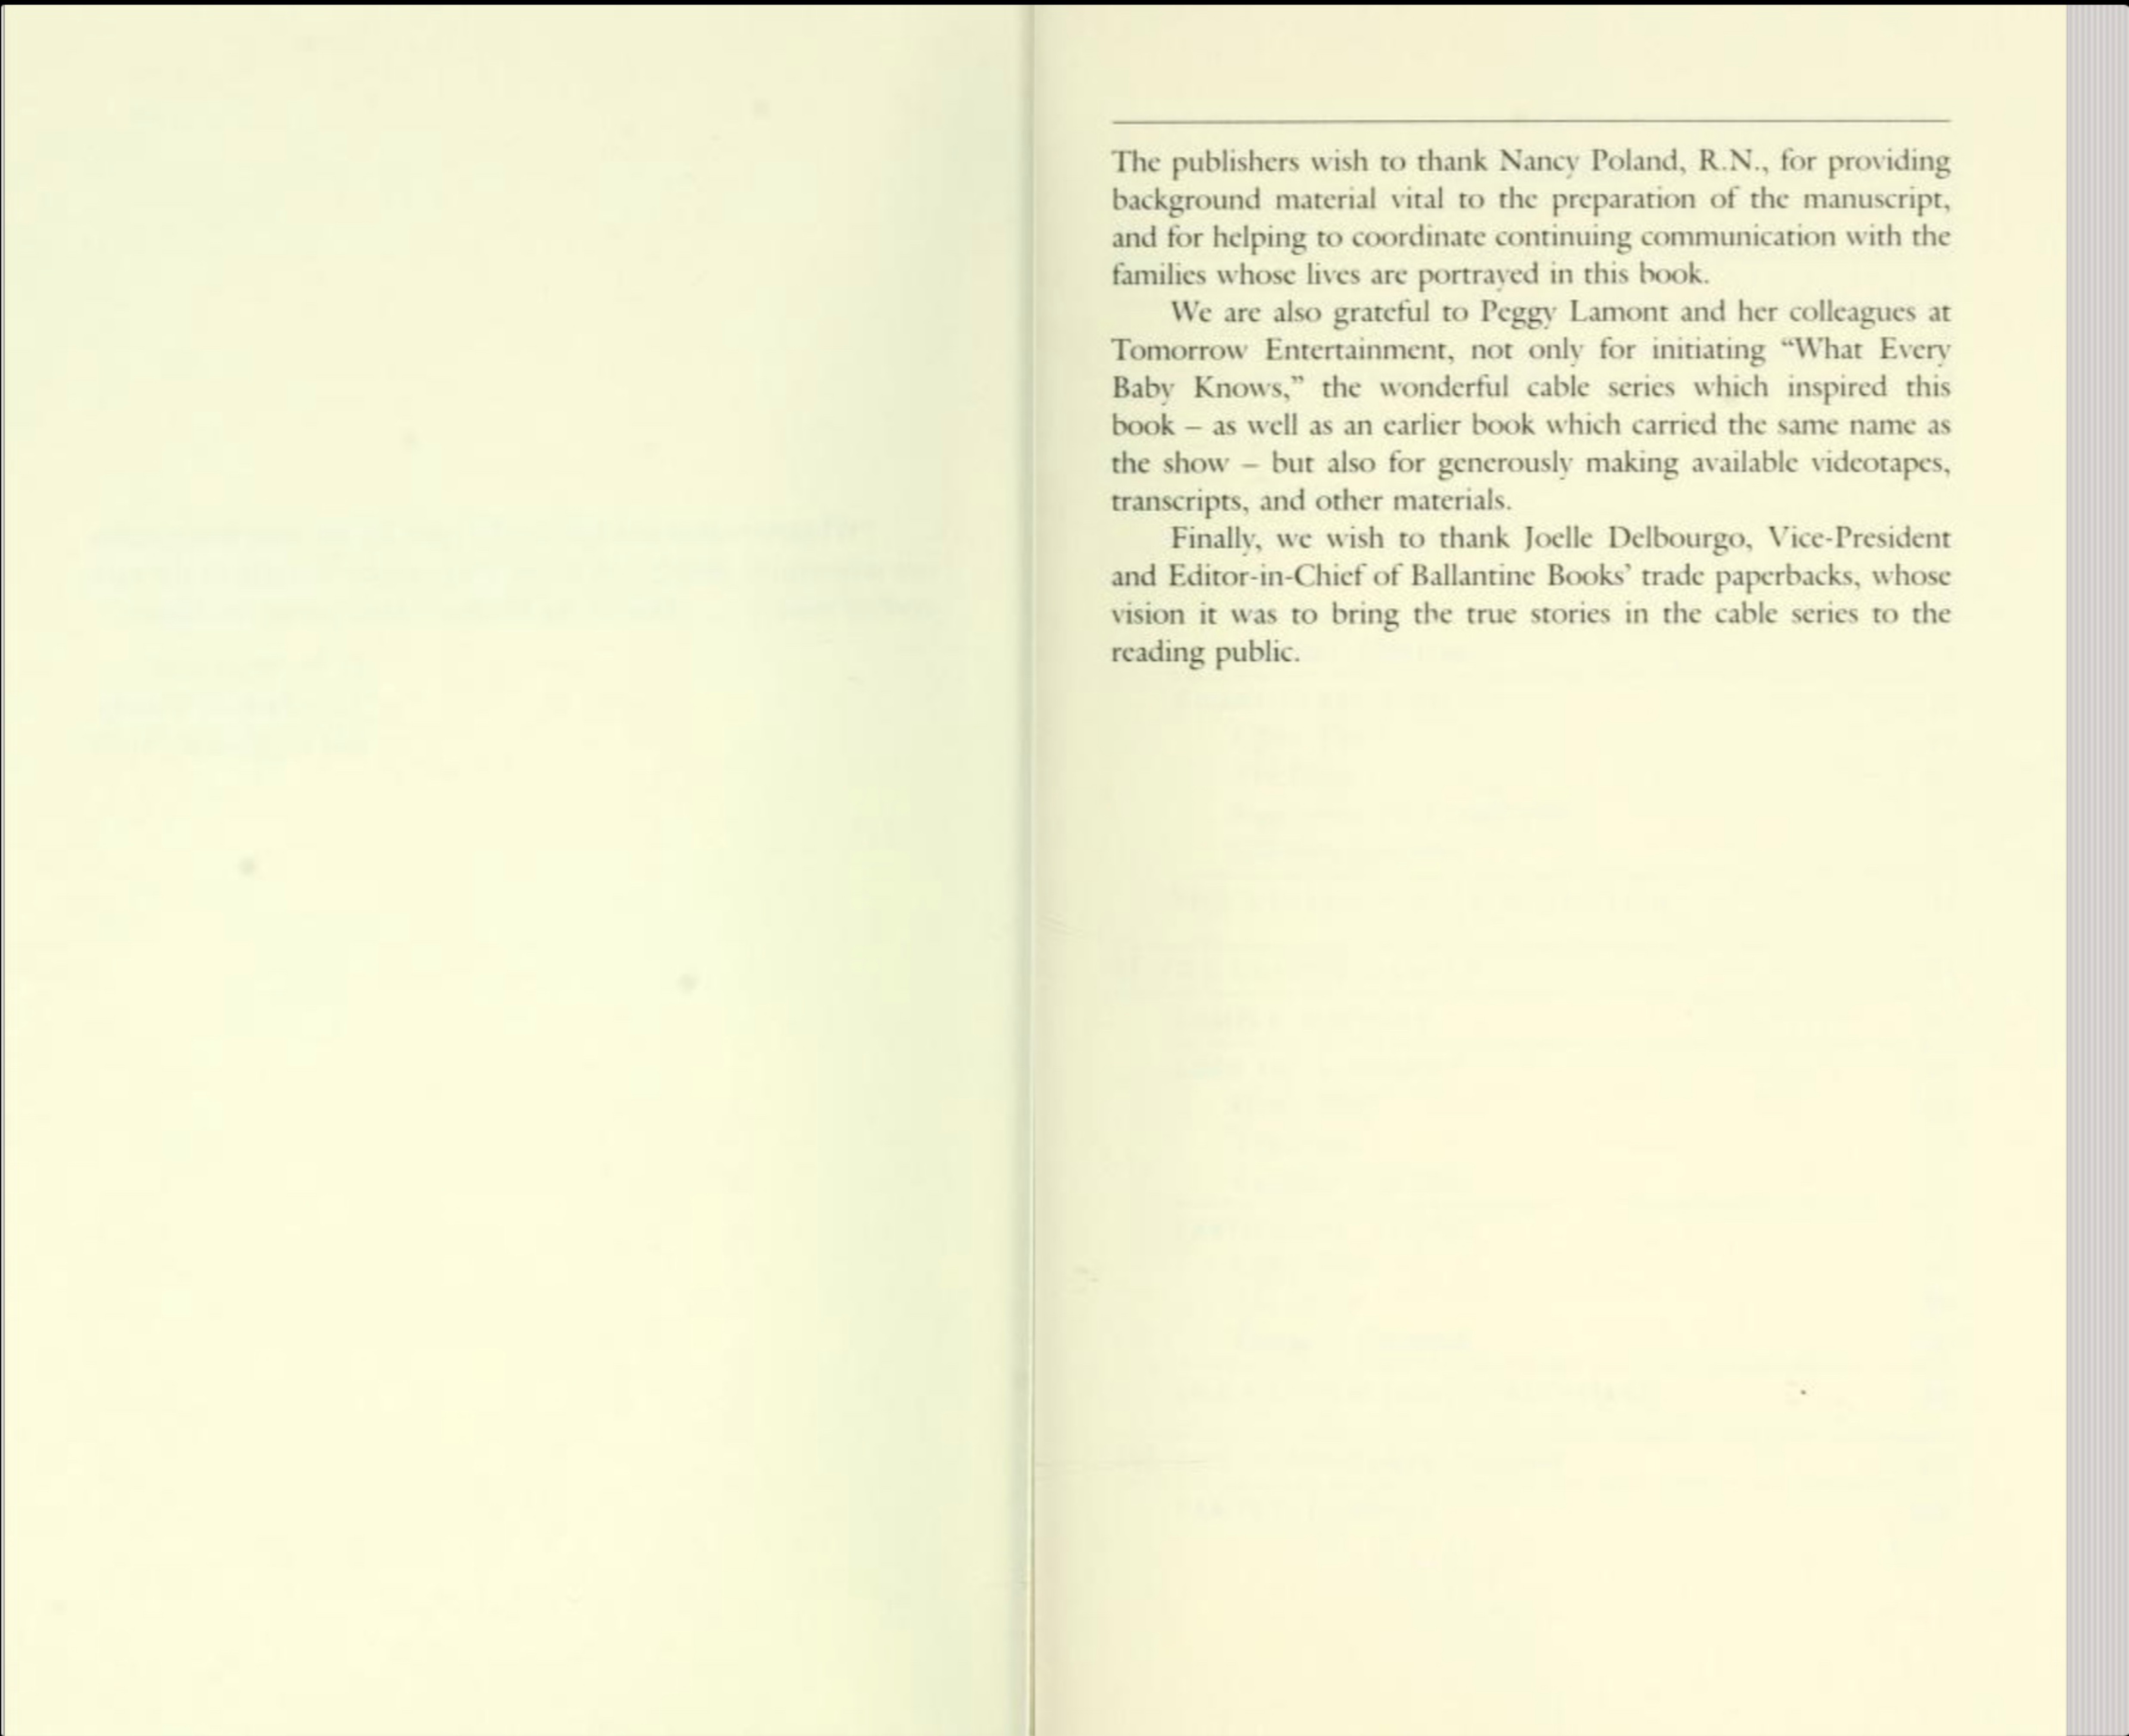 The publishers wish to thank Nancy Poland, R.N., for providing
background material vital to the preparation of the manuscript,
and for helping to coordinate continuing communication with the
families whose lives are portrayed in this book.
We are also grateful to Peggy Lamont and her colleagues at
Tomorrow Entertainment, not only for initiating “What Every
Baby Knows,” the wonderful cable series which inspired this
book – as well as an earlier book which carried the same name as
the show – but also for generously making available videotapes,
transcripts, and other materials.
Finally, we wish to thank Joelle Delbourgo, Vice-President
and Editor-in-Chief of Ballantine Books’ trade paperbacks, whose
vision it was to bring the true stories in the cable series to the
reading public.